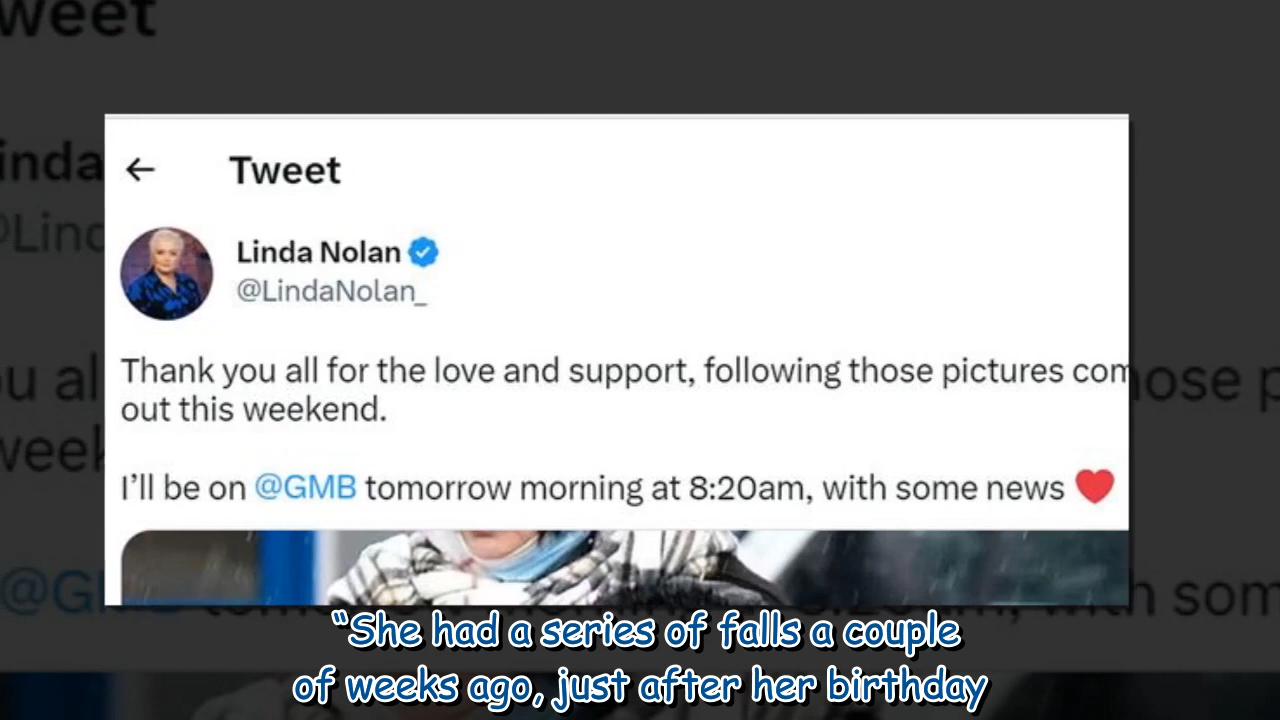 Tweet
Linda Nolan
@LindaNolan_
Thank you all for the love and support, following those pictures com
out this weekend.
I’ll be on @GMB tomorrow morning at 8:20am, with some news ❤
“She had a series of falls a couple
of weeks ago, just after her birthday